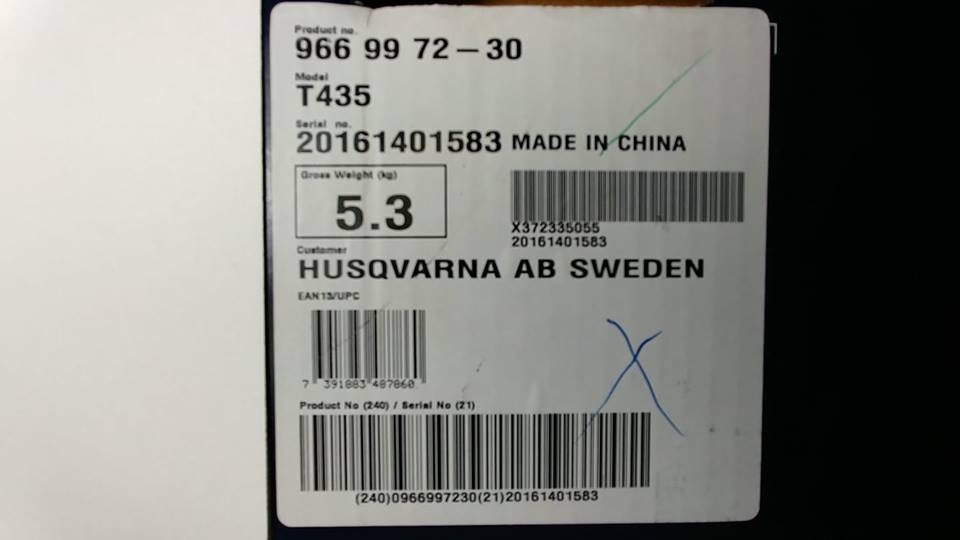 Product no.
966 99 72-30
Model
T435
Serial no.
20161401583 MADE IN CHINA
Gross Weight (kg)
5.3
X372335055
20161401583
Customer
HUSQVARNA AB SWEDEN
EAN13/UPC
7 391883 487860
Product No (240) / Serial No (21)
(240)0966997230(21)20161401583